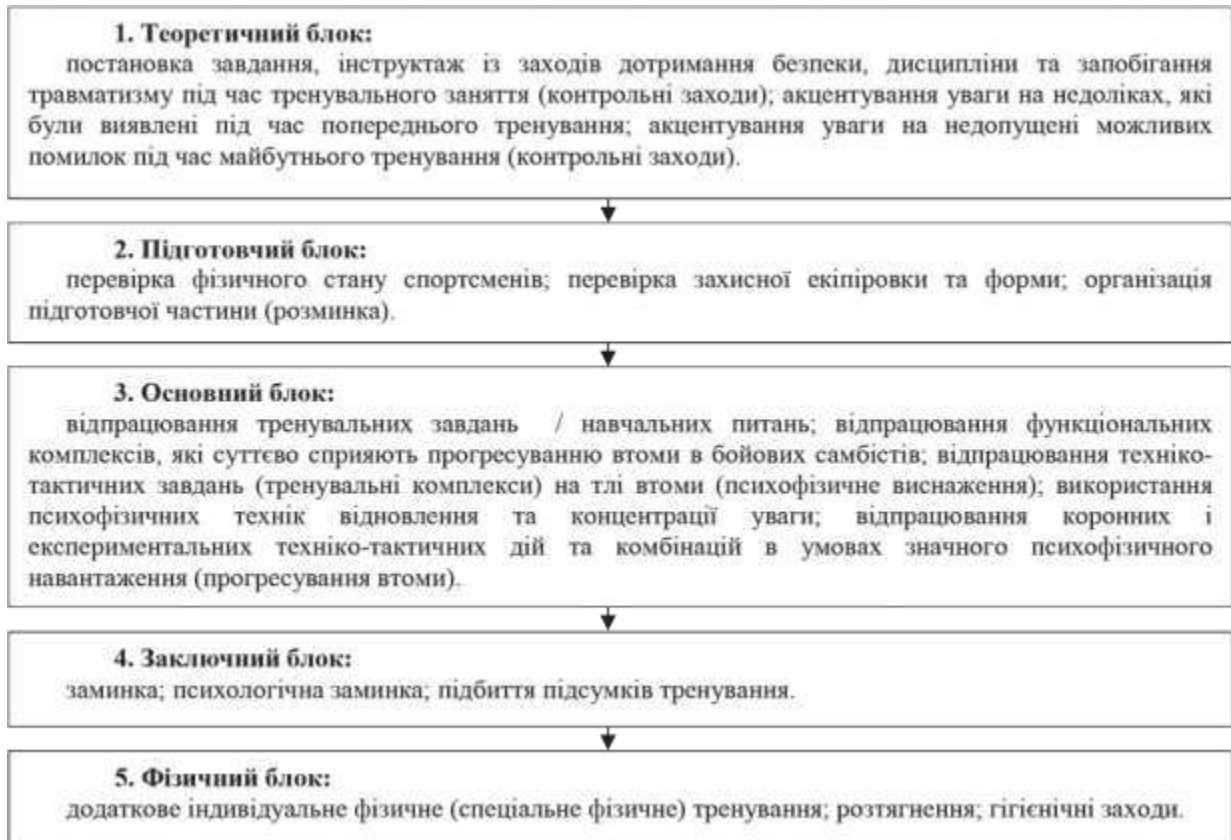 1. Теоретичний блок:
постановка завдання, інструктаж із заходів дотримання безпеки, дисципліни та запобігання
травматизму під час тренувального заняття (контрольні заходи); акцентування уваги на недоліках, які
були виявлені під час попереднього тренування; акцентування уваги на недопущені можливих
помилок під час майбутнього тренування (контрольні заходи).
2. Підготовчий блок:
перевірка фізичного стану спортсменів; перевірка захисної екіпіровки та форми; організація
підготовчої частини (розминка).
3. Основний блок:
відпрацювання тренувальних завдань / навчальних питань; відпрацювання функціональних
комплексів, які суттєво сприяють прогресуванню втоми в бойових самбістів; відпрацювання техніко-
тактичних завдань (тренувальні комплекси) на тлі втоми (психофізичне виснаження); використання
психофізичних технік відновлення та концентрації уваги; відпрацювання коронних і
експериментальних техніко-тактичних дій та комбінацій в умовах значного психофізичного
навантаження (прогресування втоми).
4. Заключний блок:
заминка; психологічна заминка; підбиття підсумків тренування.
5. Фізичний блок:
додаткове індивідуальне фізичне (спеціальне фізичне) тренування; розтягнення; гігієнічні заходи.